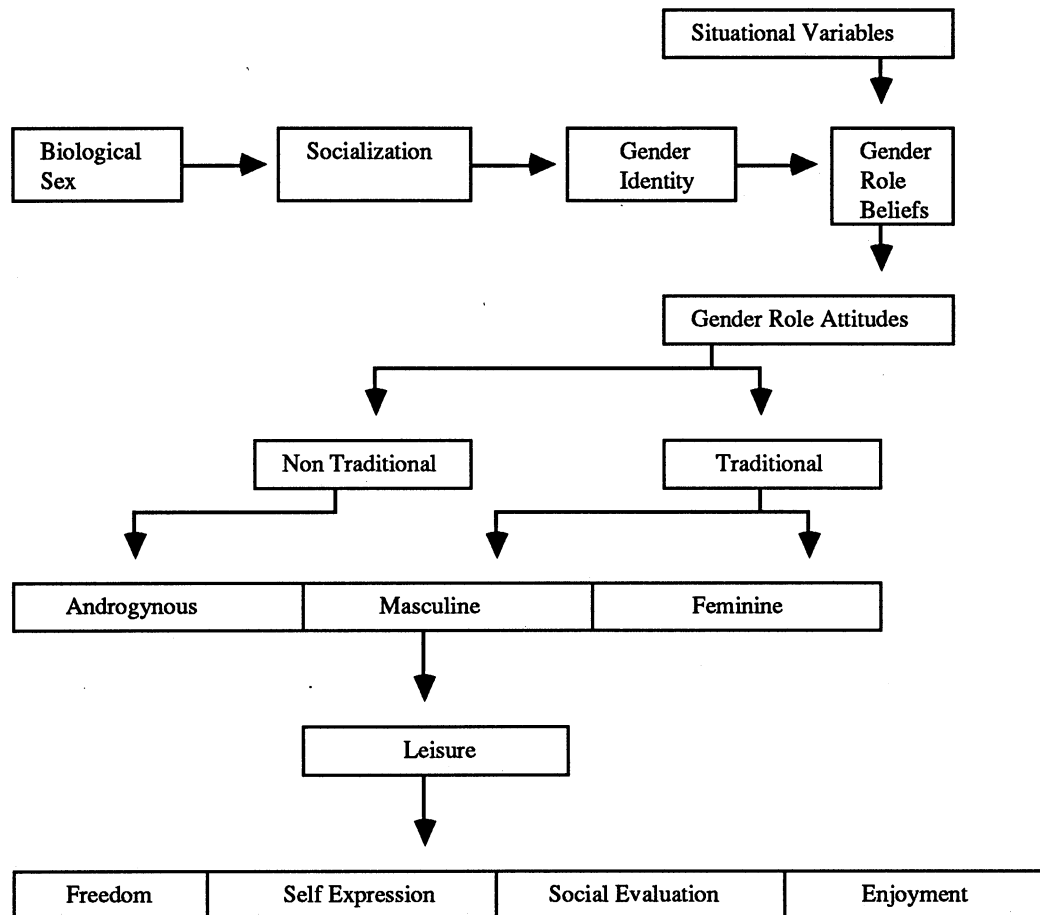 Situational Variables
Biological
Sex
Socialization
Gender
Identity
Gender
Role
Beliefs
Gender Role Attitudes
Non Traditional
Traditional
Androgynous
Masculine
Feminine
Leisure
Freedom
Self Expression
Social Evaluation
Enjoyment